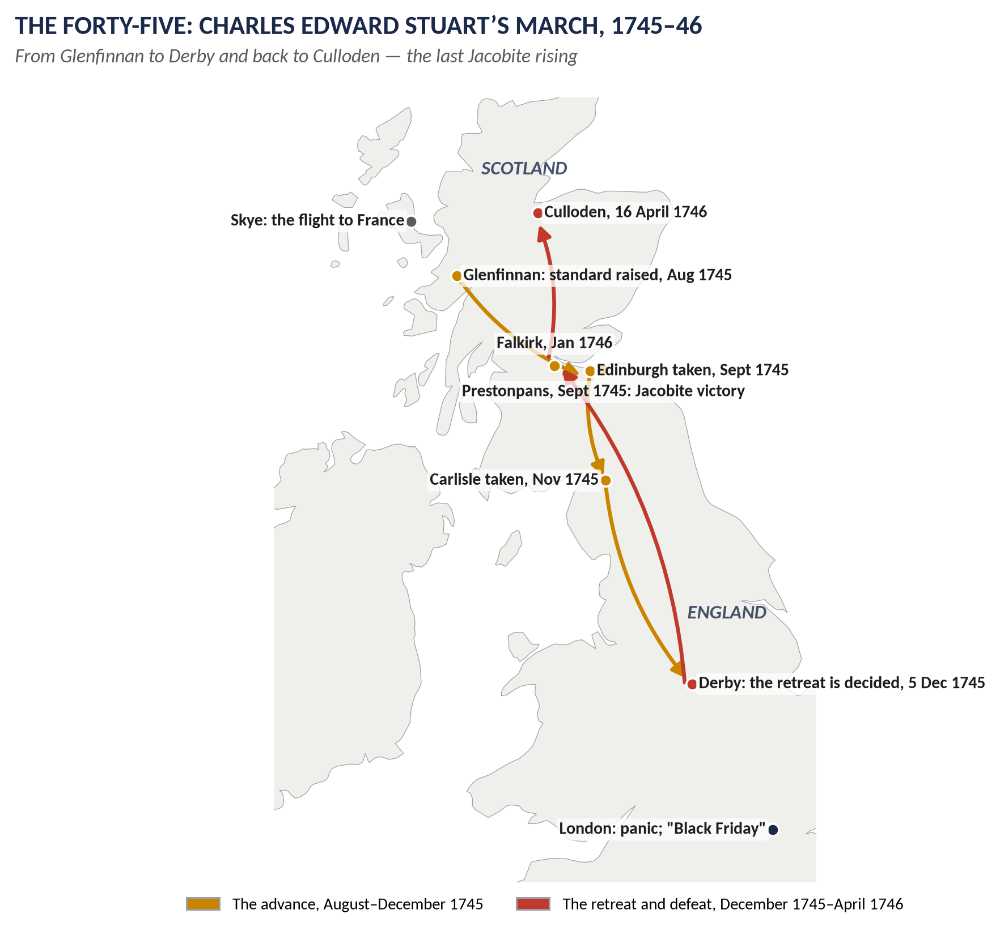 THE FORTY-FIVE: CHARLES EDWARD STUART’S MARCH, 1745–46
From Glenfinnan to Derby and back to Culloden — the last Jacobite rising
SCOTLAND
Culloden, 16 April 1746
Skye: the flight to France
Glenfinnan: standard raised, Aug 1745
Falkirk, Jan 1746
Edinburgh taken, Sept 1745
Prestonpans, Sept 1745: Jacobite victory
Carlisle taken, Nov 1745
ENGLAND
Derby: the retreat is decided, 5 Dec 1745
London: panic; "Black Friday"
The advance, August–December 1745
The retreat and defeat, December 1745–April 1746